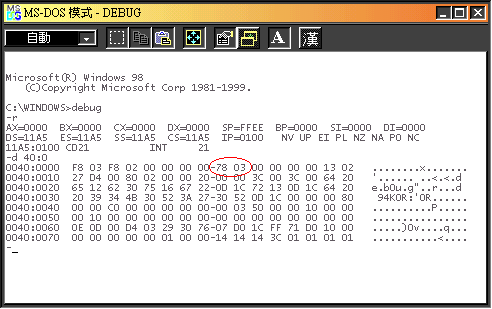 MS-DOS 模式 - DEBUG
自動
A 漢
Microsoft(R) Windows 98
(C)Copyright Microsoft Corp 1981-1999.
C:\WINDOWS>debug
-r
AX=0000 BX=0000 CX=0000 DX=0000 SP=FFEE BP=0000 SI=0000 DI=0000
DS=11A5 ES=11A5 SS=11A5 CS=11A5 IP=0100 NV UP EI PL NZ NA PO NC
11A5:0100 CD21 INT 21
-d 40:0
0040:0000 F8 03 F8 02 00 00 00 00-78 03 00 00 00 00 13 02 ........x.......
0040:0010 27 D4 00 80 02 00 00 20-00 00 3C 00 3C 00 64 20 '...... ..<.<.d
0040:0020 65 12 62 30 75 16 67 22-0D 1C 72 13 0D 1C 64 20 e.b0u.g"..r...d
0040:0030 20 39 34 4B 30 52 3A 27-30 52 0D 1C 00 00 00 80 94K0R:'0R......
0040:0040 00 00 C0 00 00 00 00 00-00 03 50 00 00 10 00 00 ..........P.....
0040:0050 00 10 00 00 00 00 00 00-00 00 00 00 00 00 00 00 ................
0040:0060 0E 0D 00 D4 03 29 30 76-07 0D 1C FF 71 D0 10 00 .....)0v....q...
0040:0070 00 00 00 00 00 01 00 00-14 14 14 3C 01 01 01 01 ...........<....
-